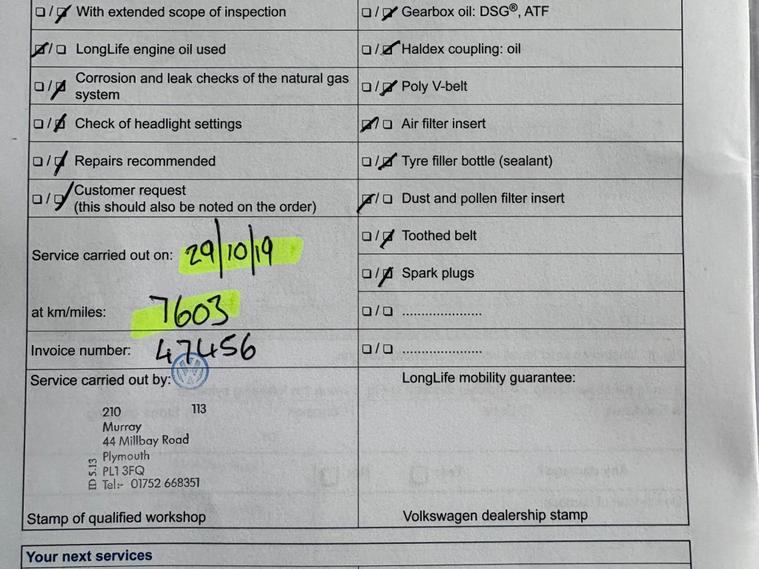 ☐/☑ With extended scope of inspection
☑/☐ LongLife engine oil used
☐/☑ Corrosion and leak checks of the natural gas
system
☐/☑ Check of headlight settings
☐/☑ Repairs recommended
☐/☑ Customer request
(this should also be noted on the order)
Service carried out on: 29/10/19
at km/miles: 7603
Invoice number: 47456
Service carried out by:
210 113
Murray
44 Millbay Road
Plymouth
PL1 3FQ
Tel:- 01752 668351
ID 5.13
Stamp of qualified workshop
☐/☑ Gearbox oil: DSG®, ATF
☐/☑ Haldex coupling: oil
☐/☑ Poly V-belt
☑/☐ Air filter insert
☐/☑ Tyre filler bottle (sealant)
☑/☐ Dust and pollen filter insert
☐/☑ Toothed belt
☐/☑ Spark plugs
☐/☐ .....................
☐/☐ .....................
LongLife mobility guarantee:
Volkswagen dealership stamp
Your next services